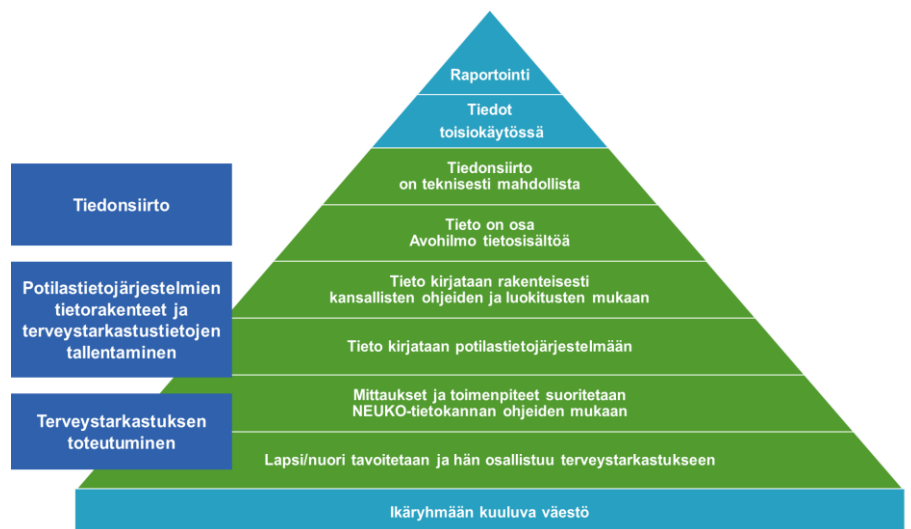 Raportointi
Tiedot
toisiokäytössä
Tiedonsiirto
Tiedonsiirto
on teknisesti mahdollista
Tieto on osa
Avohilmo tietosisältöä
Potilastietojärjestelmien
tietorakenteet ja
terveystarkastustietojen
tallentaminen
Tieto kirjataan rakenteisesti
kansallisten ohjeiden ja luokitusten mukaan
Tieto kirjataan potilastietojärjestelmään
Terveystarkastuksen
toteutuminen
Mittaukset ja toimenpiteet suoritetaan
NEUKO-tietokannan ohjeiden mukaan
Lapsi/nuori tavoitetaan ja hän osallistuu terveystarkastukseen
Ikäryhmään kuuluva väestö